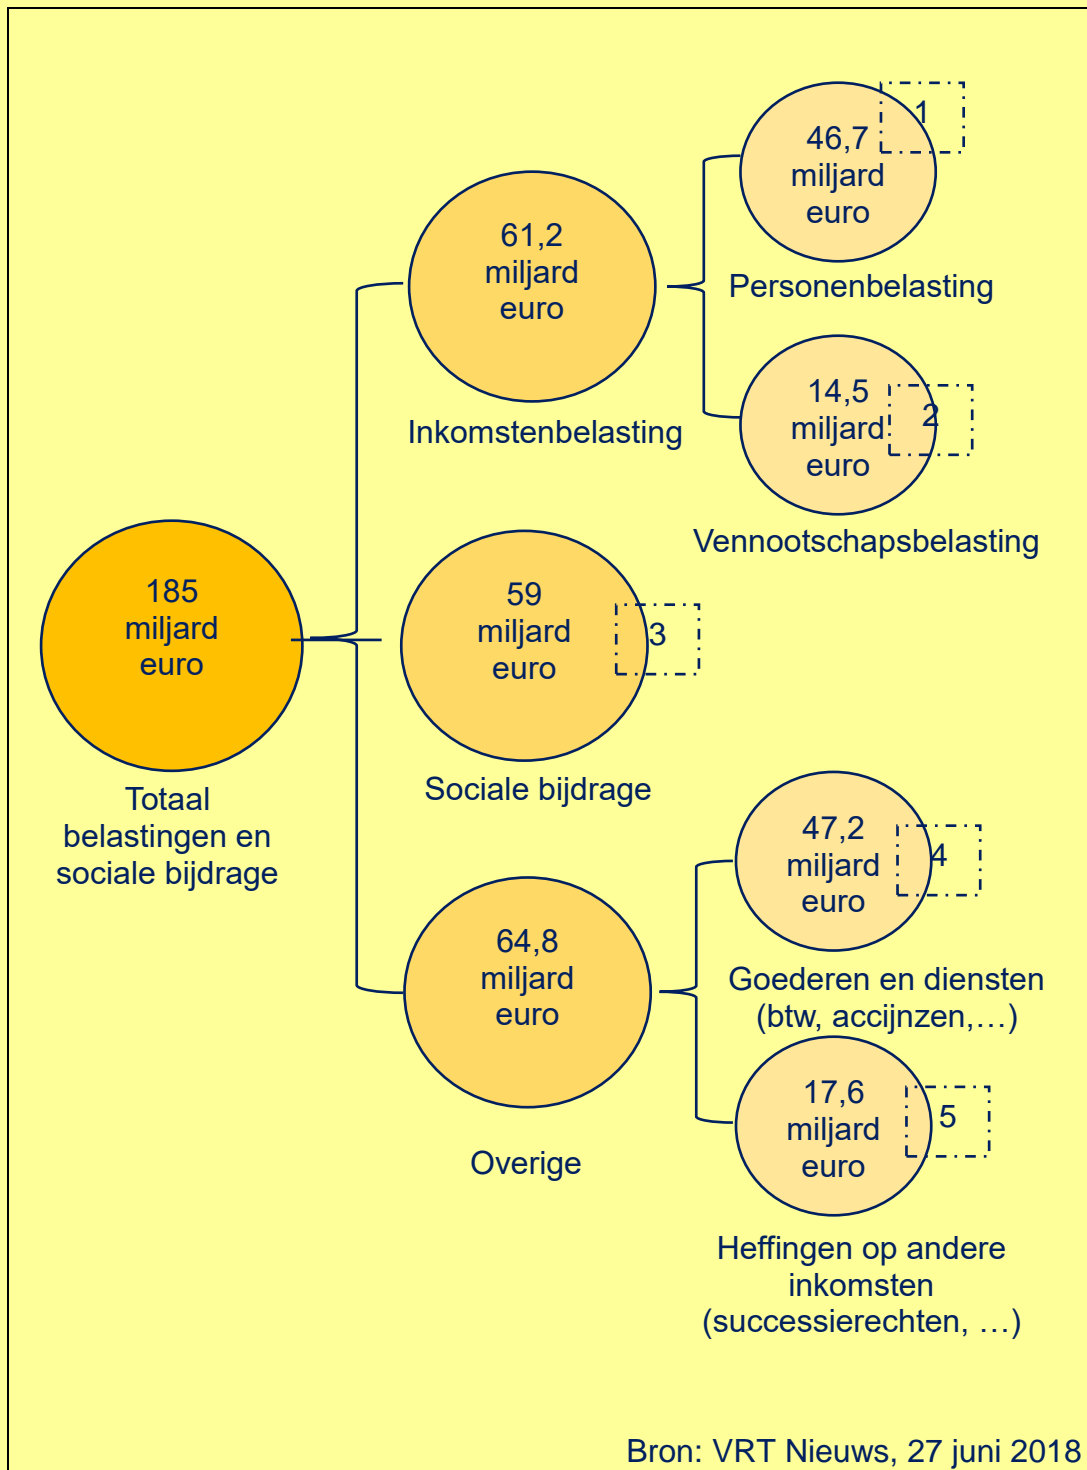 46,7
miljard
euro
1
Personenbelasting
61,2
miljard
euro
Inkomstenbelasting
14,5
miljard
euro
2
Vennootschapsbelasting
185
miljard
euro
Totaal
belastingen en
sociale bijdrage
59
miljard
euro
3
Sociale bijdrage
47,2
miljard
euro
4
Goederen en diensten
(btw, accijnzen,…)
64,8
miljard
euro
Overige
17,6
miljard
euro
5
Heffingen op andere
inkomsten
(successierechten, …)
Bron: VRT Nieuws, 27 juni 2018